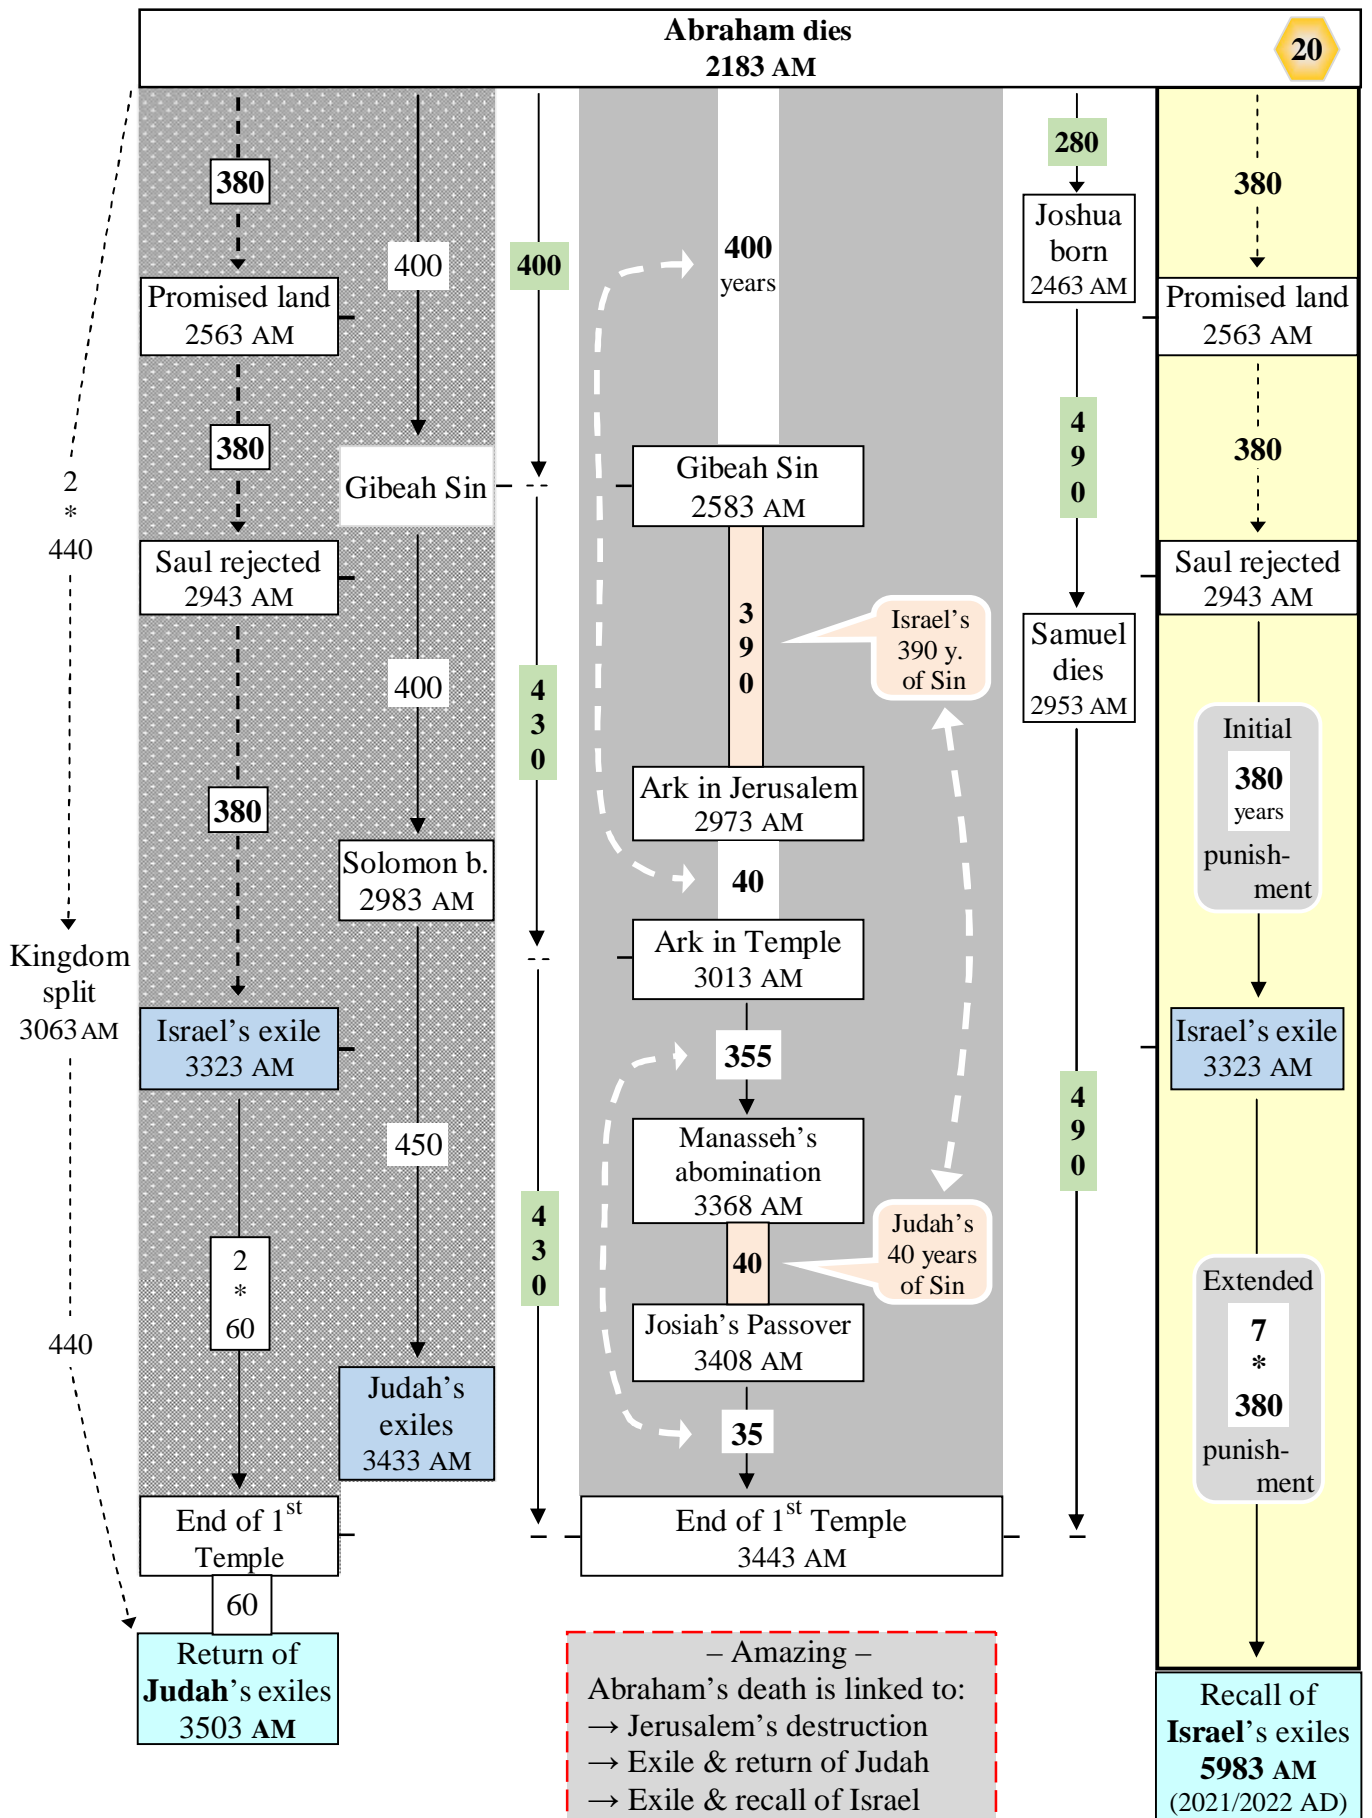 Abraham dies
2183 AM
20
2
*
440
Kingdom
split
3063 AM
440
380
Promised land
2563 AM
380
Saul rejected
2943 AM
380
Israel’s exile
3323 AM
2
*
60
End of 1st
Temple
60
Return of
Judah’s exiles
3503 AM
400
Gibeah Sin
400
Solomon b.
2983 AM
450
Judah’s
exiles
3433 AM
400
4
3
0
4
3
0
400
years
Gibeah Sin
2583 AM
3
9
0
Israel’s
390 y.
of Sin
Ark in Jerusalem
2973 AM
40
Ark in Temple
3013 AM
355
Manasseh’s
abomination
3368 AM
40
Judah’s
40 years
of Sin
Josiah’s Passover
3408 AM
35
End of 1st Temple
3443 AM
– Amazing –
Abraham’s death is linked to:
→ Jerusalem’s destruction
→ Exile & return of Judah
→ Exile & recall of Israel
280
Joshua
born
2463 AM
4
9
0
Samuel
dies
2953 AM
4
9
0
380
Promised land
2563 AM
380
Saul rejected
2943 AM
Initial
380
years
punish-
ment
Israel’s exile
3323 AM
Extended
7
*
380
punish-
ment
Recall of
Israel’s exiles
5983 AM
(2021/2022 AD)